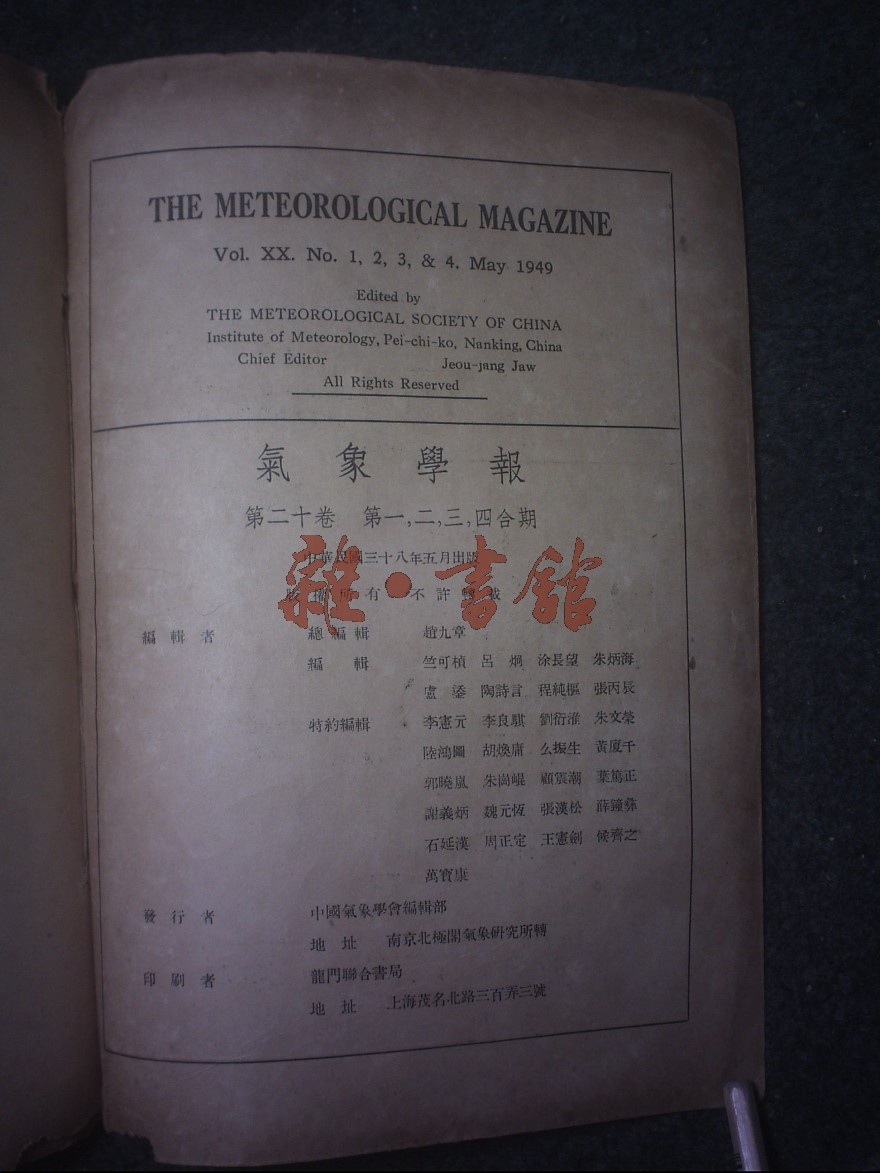 THE METEOROLOGICAL MAGAZINE
Vol. XX. No. 1, 2, 3, & 4. May 1949
Edited by
THE METEOROLOGICAL SOCIETY OF CHINA
Institute of Meteorology, Pei-chi-ko, Nanking, China
Chief Editor Jeou-jang Jaw
All Rights Reserved
氣象學報
第二十卷 第一,二,三,四合期
中華民國三十八年五月出版
版權所有 不許轉載
雜·書館
編輯者 總編輯 趙九章
編輯 竺可楨 呂炯 涂長望 朱炳海
盧鋈 陶詩言 程純樞 張丙辰
特約編輯 李憲元 李良騏 劉衍淮 朱文榮
陸鴻圖 胡煥庸 么振生 黃廈千
郭曉嵐 朱崗崐 顧震潮 葉篤正
謝義炳 魏元恆 張漢松 薛鐘彝
石延漢 周正定 王憲釗 候齊之
萬寶康
發行者 中國氣象學會編輯部
地址 南京北極閣氣象研究所轉
印刷者 龍門聯合書局
地址 上海茂名北路三百弄三號